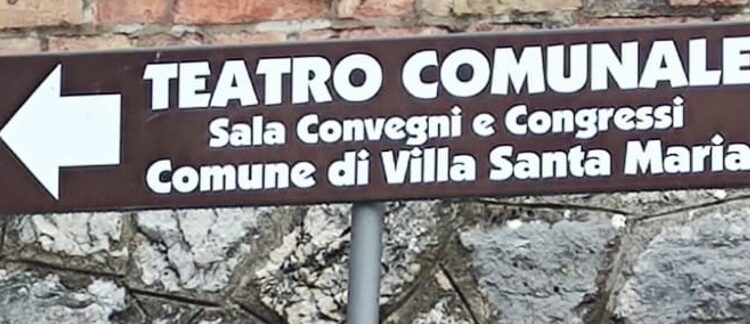 TEATRO COMUNALE
Sala Convegni e Congressi
Comune di Villa Santa Maria